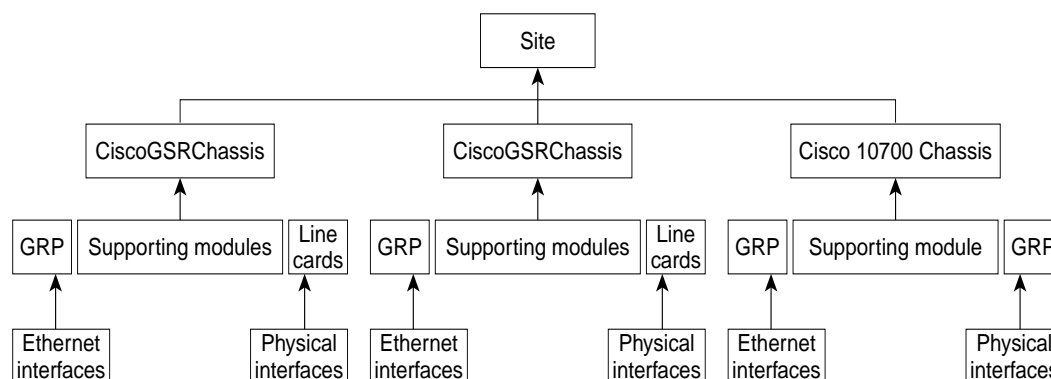 Site
CiscoGSRChassis
CiscoGSRChassis
Cisco 10700 Chassis
GRP
Supporting modules
Line
cards
GRP
Supporting modules
Line
cards
GRP
Supporting module
GRP
Ethernet
interfaces
Physical
interfaces
Ethernet
interfaces
Physical
interfaces
Ethernet
interfaces
Physical
interfaces